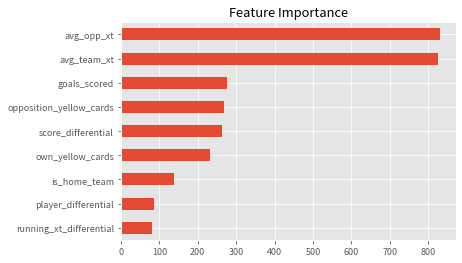 Feature Importance
avg_opp_xt
avg_team_xt
goals_scored
opposition_yellow_cards
score_differential
own_yellow_cards
is_home_team
player_differential
running_xt_differential
0 100 200 300 400 500 600 700 800